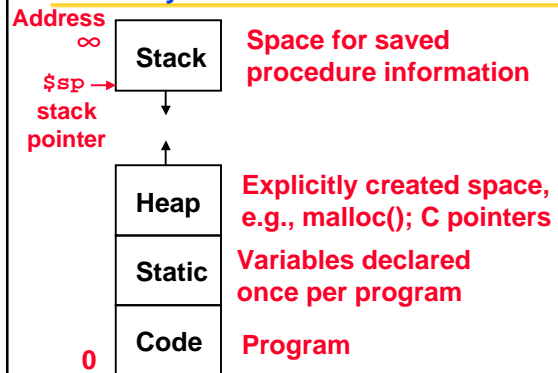 Address
∞
Stack
Space for saved
procedure information
$sp
stack
pointer
Heap
Explicitly created space,
e.g., malloc(); C pointers
Static
Variables declared
once per program
Code
Program
0